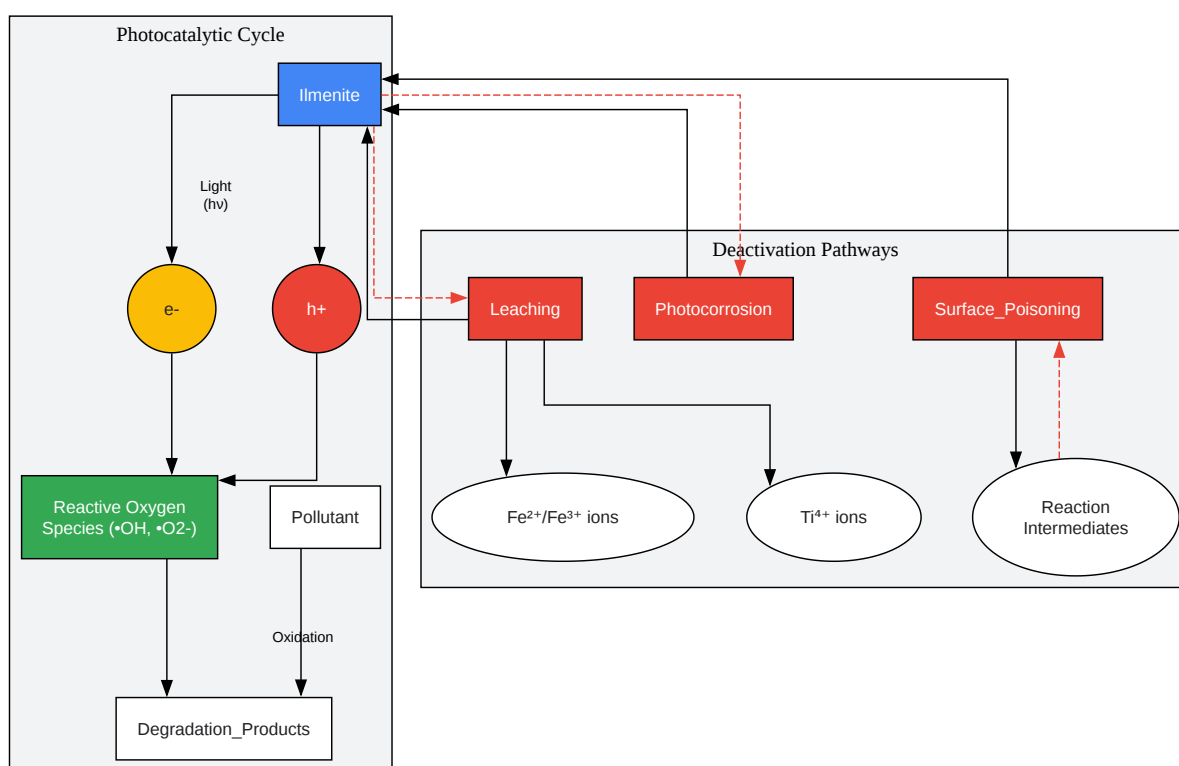 Photocatalytic Cycle
Ilmenite
Light
(hν)
e-
h+
Reactive Oxygen
Species (•OH, •O2-)
Pollutant
Oxidation
Degradation_Products
Deactivation Pathways
Leaching
Photocorrosion
Surface_Poisoning
Fe²⁺/Fe³⁺ ions
Ti⁴⁺ ions
Reaction
Intermediates